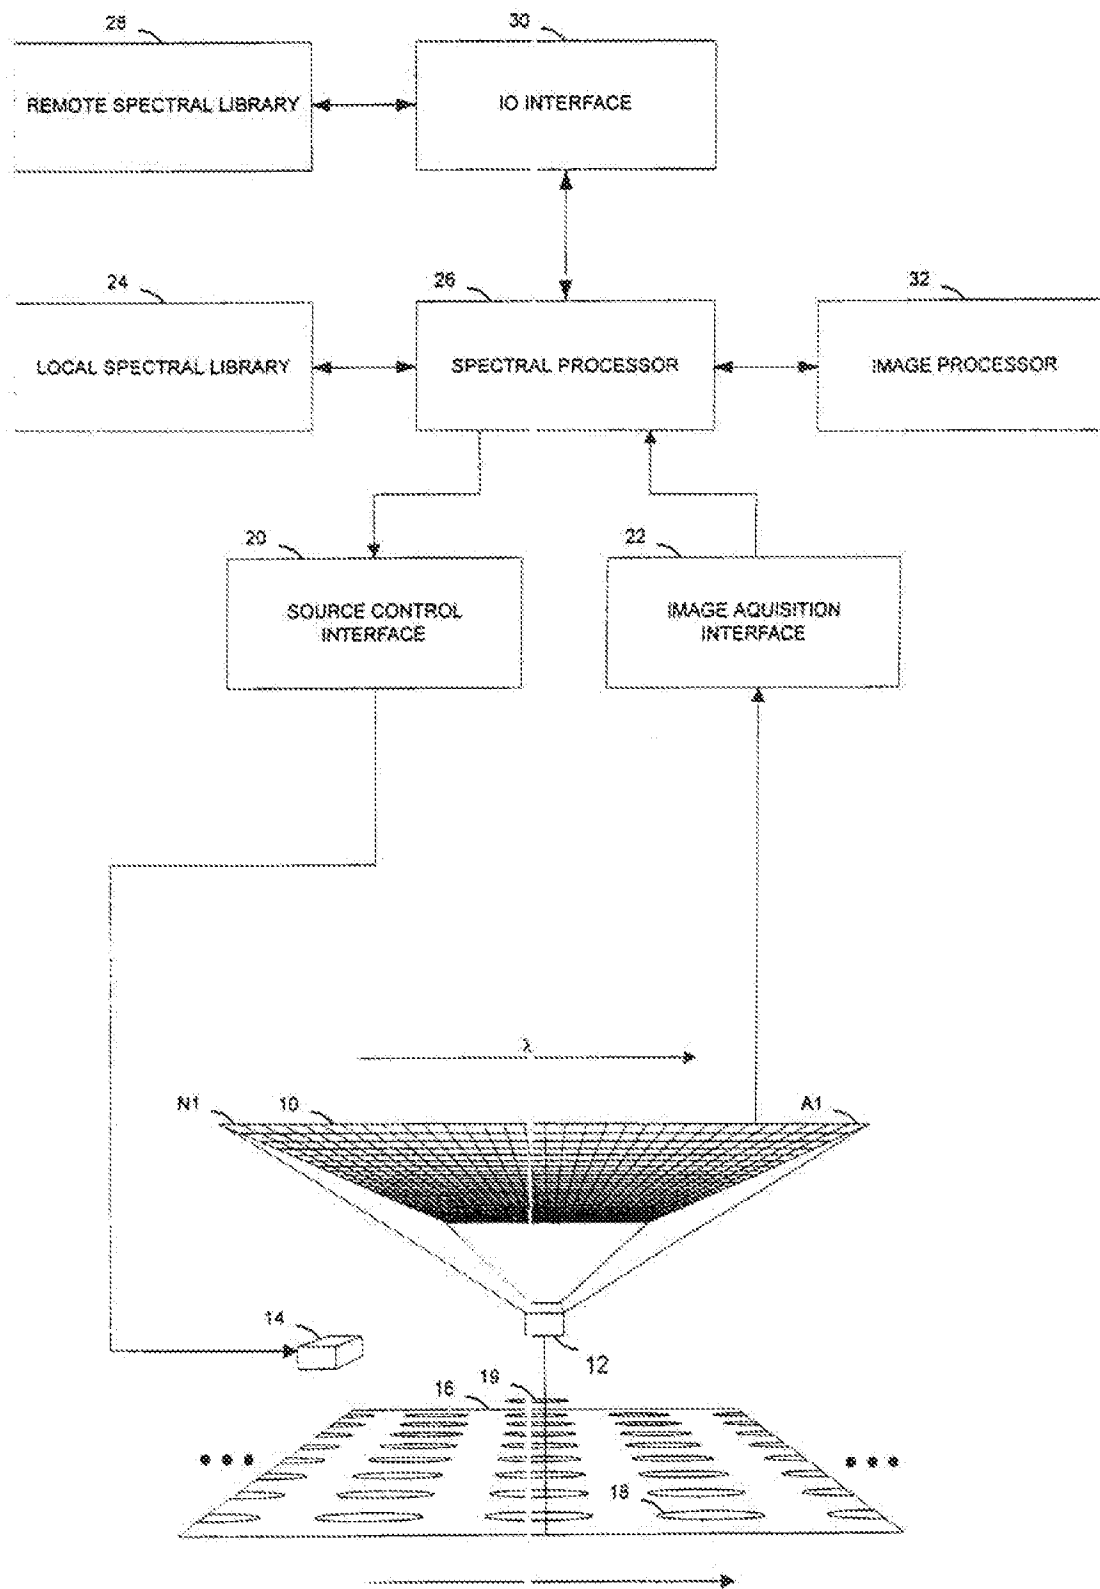 28
30
REMOTE SPECTRAL LIBRARY
IO INTERFACE
24
26
32
LOCAL SPECTRAL LIBRARY
SPECTRAL PROCESSOR
IMAGE PROCESSOR
20
22
SOURCE CONTROL
INTERFACE
IMAGE AQUISITION
INTERFACE
λ
N1
10
A1
14
12
19
16
18